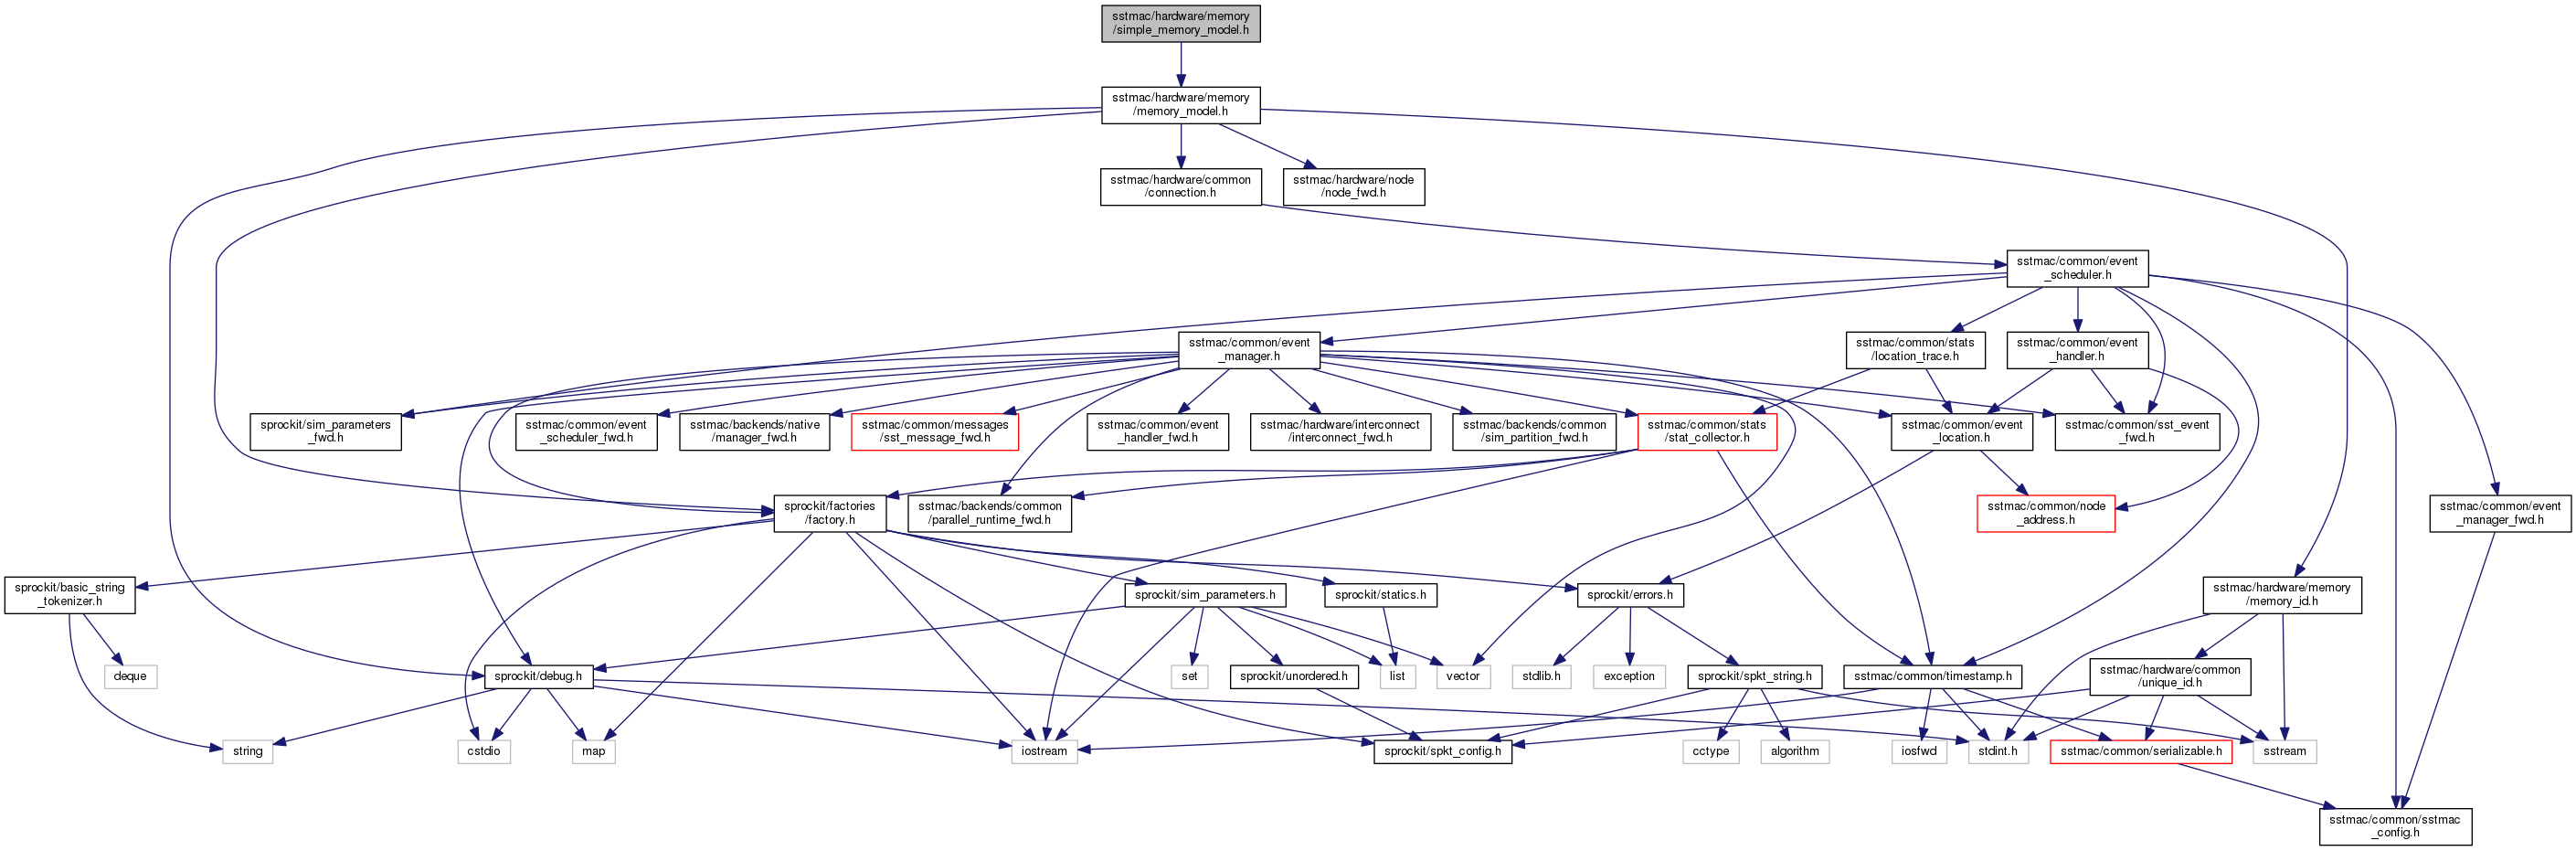 sstmac/hardware/memory
/simple_memory_model.h
sstmac/hardware/memory
/memory_model.h
sstmac/hardware/common
/connection.h
sstmac/hardware/node
/node_fwd.h
sstmac/common/event
_scheduler.h
sstmac/common/event
_manager.h
sstmac/common/stats
/location_trace.h
sstmac/common/event
_handler.h
sprockit/sim_parameters
_fwd.h
sstmac/common/event
_scheduler_fwd.h
sstmac/backends/native
/manager_fwd.h
sstmac/common/messages
/sst_message_fwd.h
sstmac/common/event
_handler_fwd.h
sstmac/hardware/interconnect
/interconnect_fwd.h
sstmac/backends/common
/sim_partition_fwd.h
sstmac/common/stats
/stat_collector.h
sstmac/common/event
_location.h
sstmac/common/sst_event
_fwd.h
sprockit/factories
/factory.h
sstmac/backends/common
/parallel_runtime_fwd.h
sstmac/common/node
_address.h
sstmac/common/event
_manager_fwd.h
sprockit/basic_string
_tokenizer.h
sprockit/sim_parameters.h
sprockit/statics.h
sprockit/errors.h
sstmac/hardware/memory
/memory_id.h
deque
sprockit/debug.h
set
sprockit/unordered.h
list
vector
stdlib.h
exception
sprockit/spkt_string.h
sstmac/common/timestamp.h
sstmac/hardware/common
/unique_id.h
string
cstdio
map
iostream
sprockit/spkt_config.h
cctype
algorithm
iosfwd
stdint.h
sstmac/common/serializable.h
sstream
sstmac/common/sstmac
_config.h